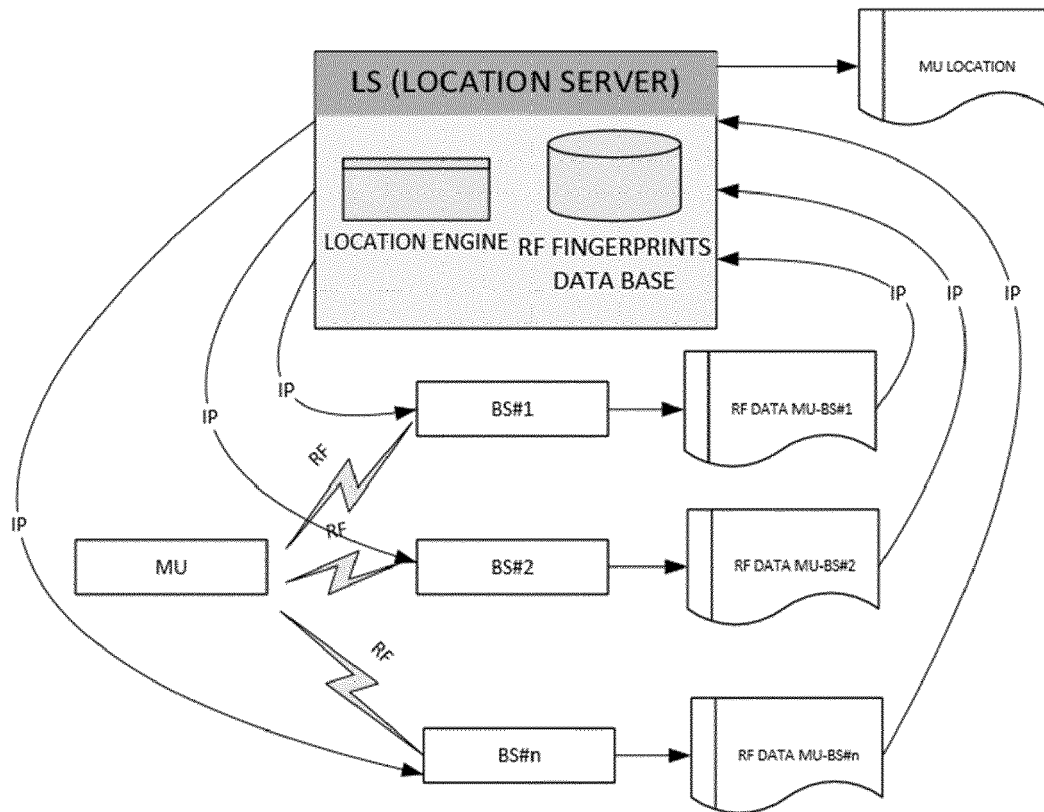 LS (LOCATION SERVER)
MU LOCATION
LOCATION ENGINE
RF FINGERPRINTS
DATA BASE
IP
IP
IP
IP
IP
IP
BS#1
RF DATA MU-BS#1
RF
RF
MU
BS#2
RF DATA MU-BS#2
RF
BS#n
RF DATA MU-BS#n